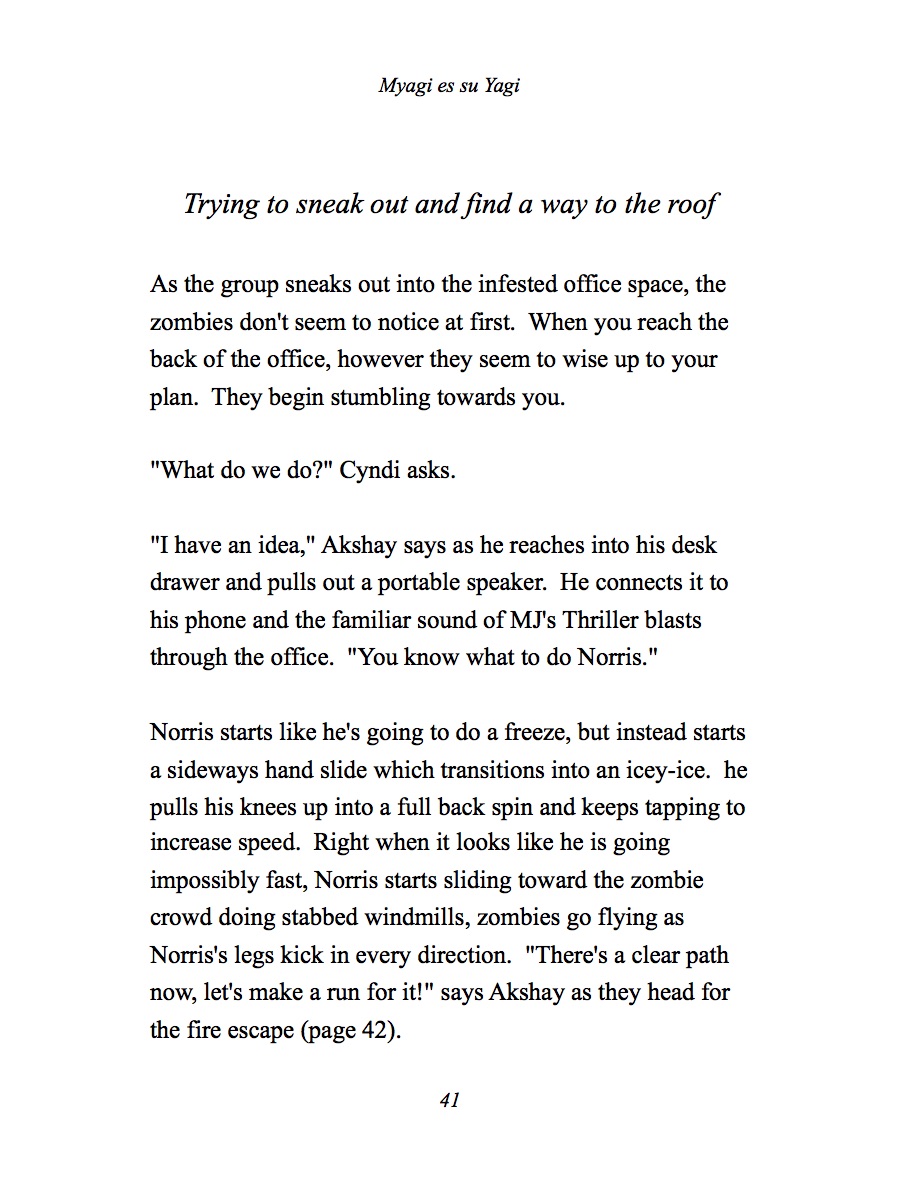 Myagi es su Yagi
Trying to sneak out and find a way to the roof
As the group sneaks out into the infested office space, the
zombies don't seem to notice at first.  When you reach the
back of the office, however they seem to wise up to your
plan.  They begin stumbling towards you.
"What do we do?" Cyndi asks.
"I have an idea," Akshay says as he reaches into his desk
drawer and pulls out a portable speaker.  He connects it to
his phone and the familiar sound of MJ's Thriller blasts
through the office.  "You know what to do Norris."
Norris starts like he's going to do a freeze, but instead starts
a sideways hand slide which transitions into an icey-ice.  he
pulls his knees up into a full back spin and keeps tapping to
increase speed.  Right when it looks like he is going
impossibly fast, Norris starts sliding toward the zombie
crowd doing stabbed windmills, zombies go flying as
Norris's legs kick in every direction.  "There's a clear path
now, let's make a run for it!" says Akshay as they head for
the fire escape (page 42).
41